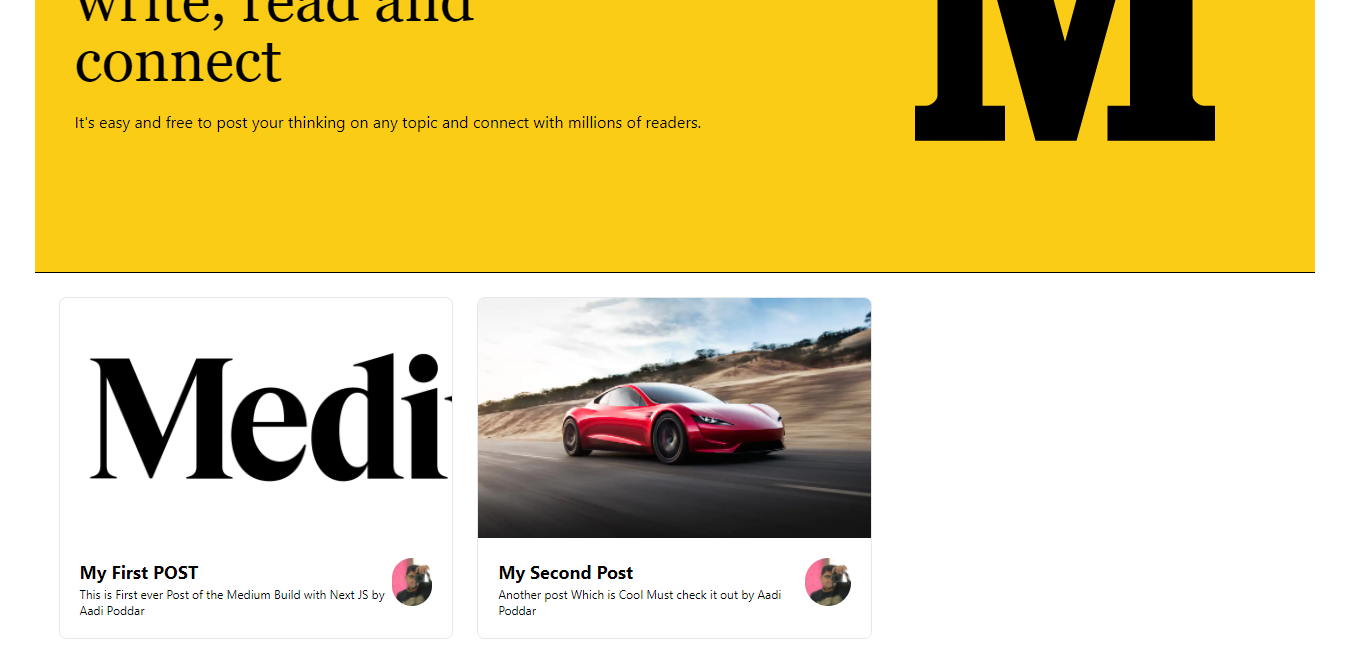 write, read and
connect
It's easy and free to post your thinking on any topic and connect with millions of readers.
M
Medi
My First POST
This is First ever Post of the Medium Build with Next JS by
Aadi Poddar
My Second Post
Another post Which is Cool Must check it out by Aadi
Poddar